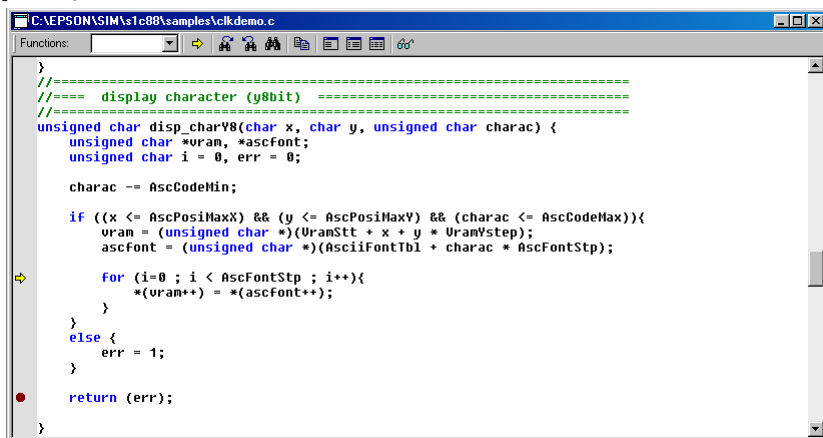 C:\EPSON\SIM\s1c88\samples\clkdemo.c
Functions:
}
//========================================================================
//==== display character (y8bit) =======================================
//========================================================================
unsigned char disp_charY8(char x, char y, unsigned char charac) {
unsigned char *vram, *ascfont;
unsigned char i = 0, err = 0;
charac -= AscCodeMin;
if ((x <= AscPosiMaxX) && (y <= AscPosiMaxY) && (charac <= AscCodeMax)){
vram = (unsigned char *)(VramStt + x + y * VramYstep);
ascfont = (unsigned char *)(AsciiFontTbl + charac * AscFontStp);
for (i=0 ; i < AscFontStp ; i++){
*(vram++) = *(ascfont++);
}
}
else {
err = 1;
}
return (err);
}